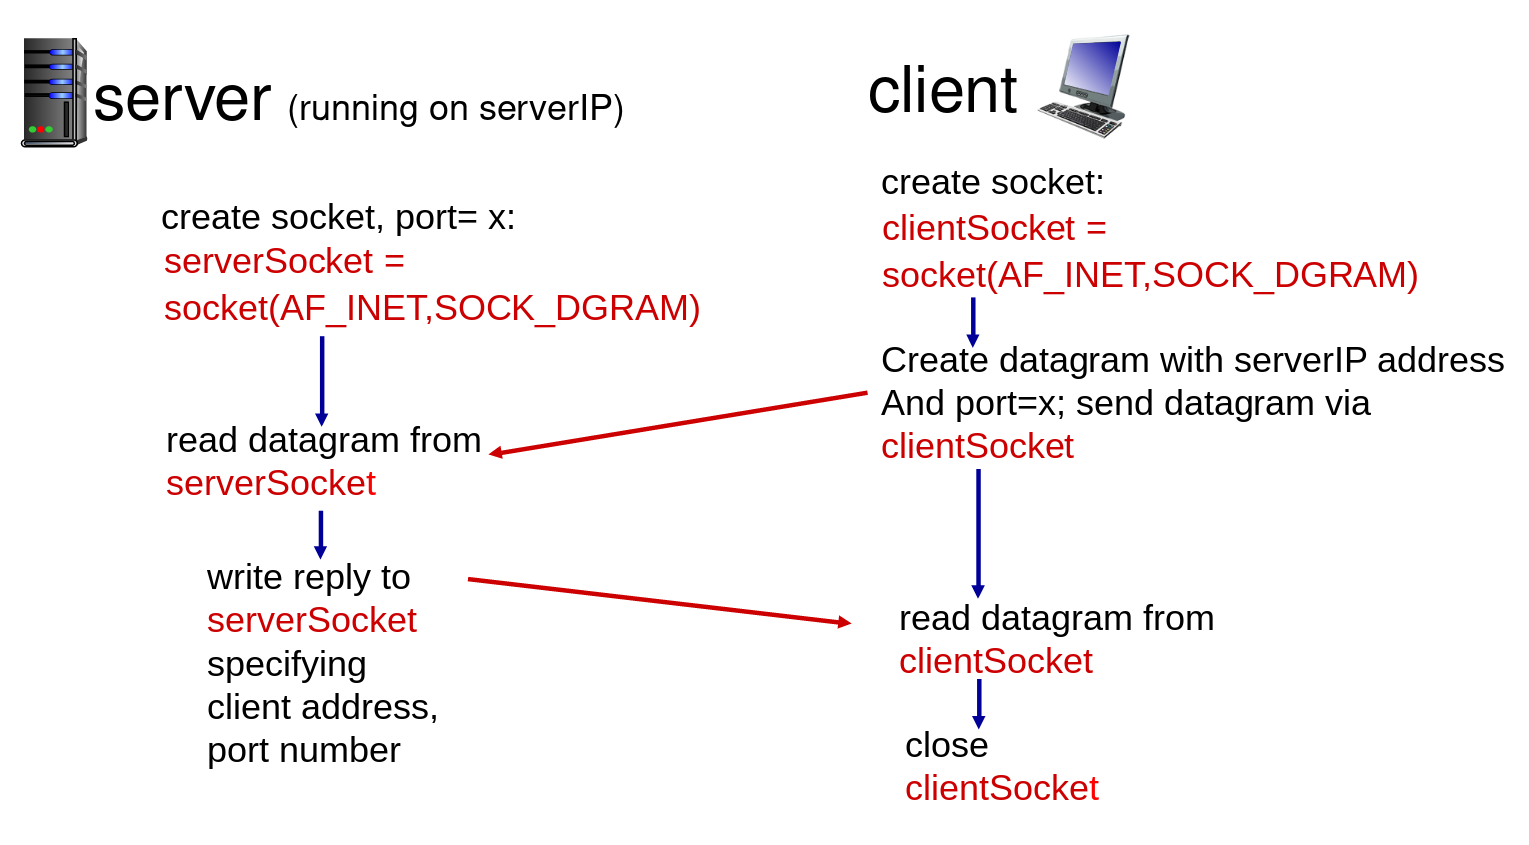 server (running on serverIP)
create socket, port= x:
serverSocket =
socket(AF_INET,SOCK_DGRAM)
read datagram from
serverSocket
write reply to
serverSocket
specifying
client address,
port number
client
create socket:
clientSocket =
socket(AF_INET,SOCK_DGRAM)
Create datagram with serverIP address
And port=x; send datagram via
clientSocket
read datagram from
clientSocket
close
clientSocket